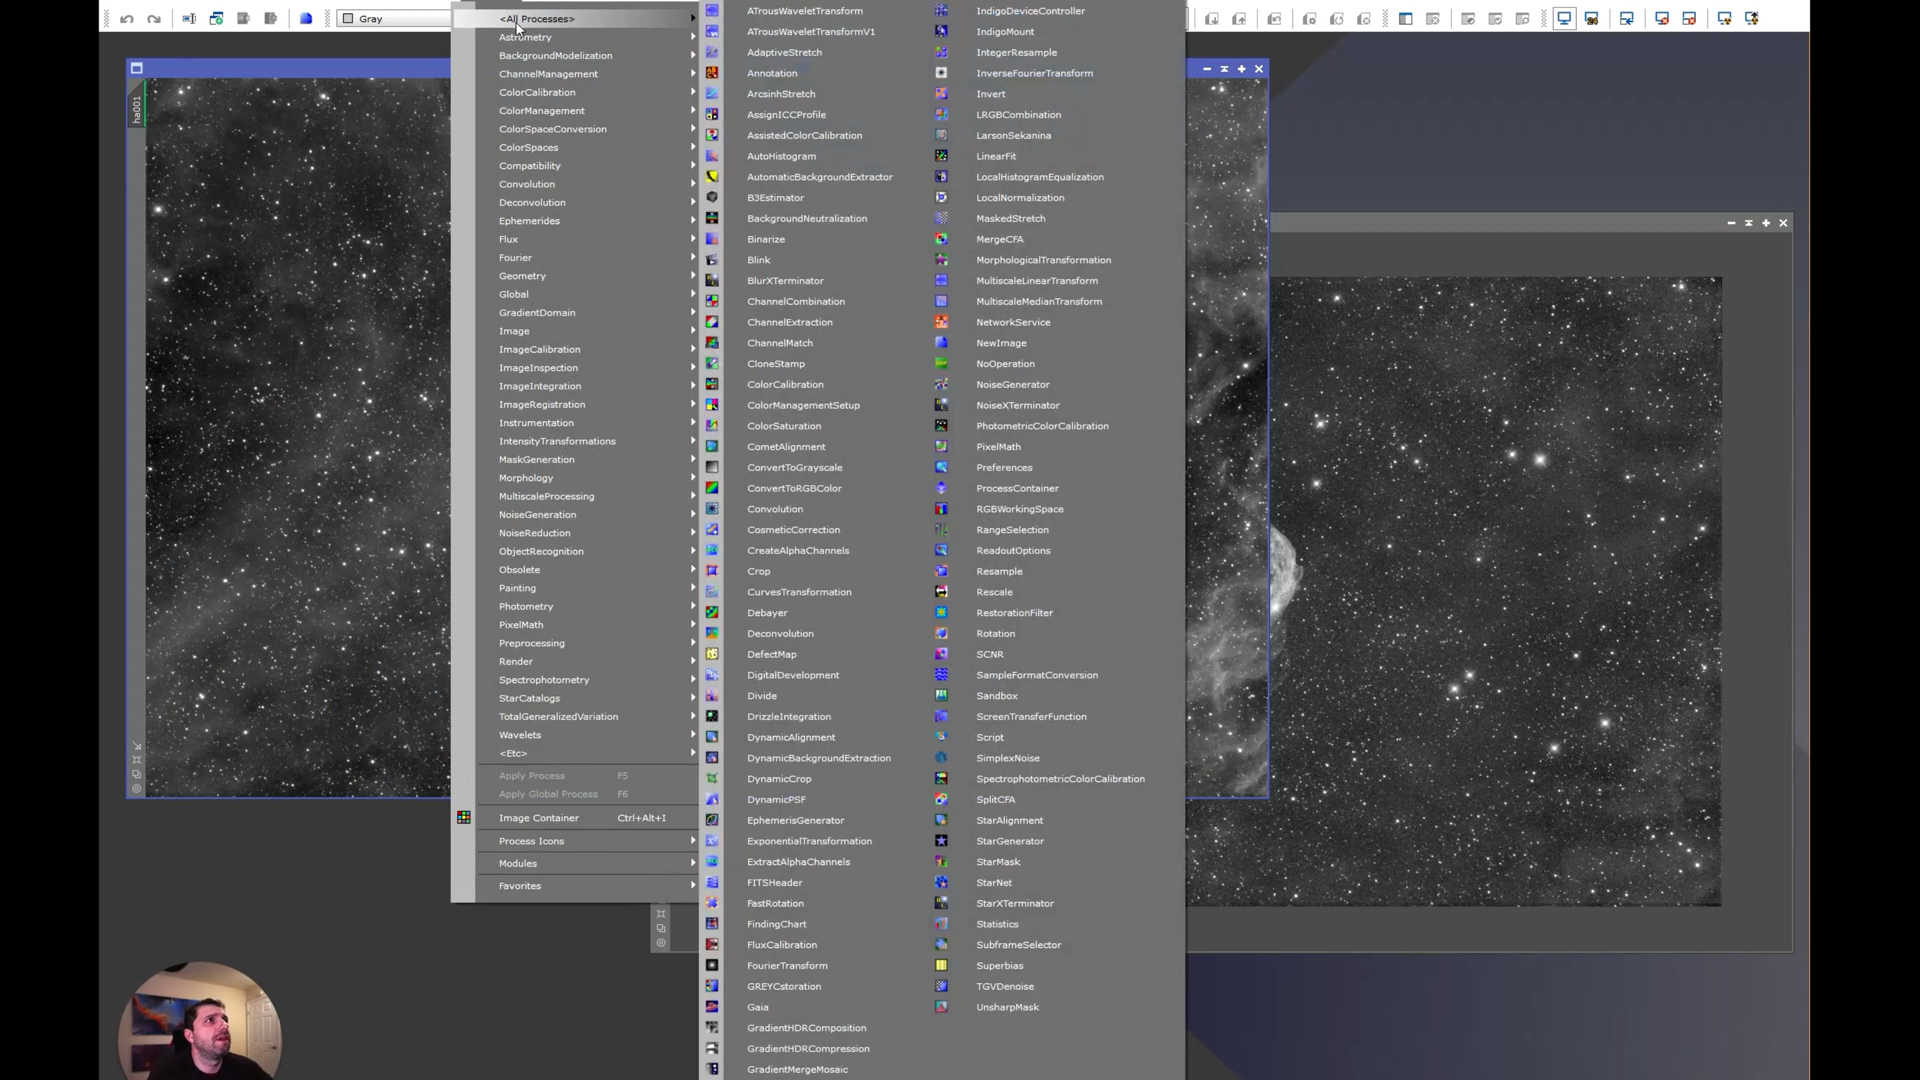 Gray
ha001
<All Processes>
Astrometry
BackgroundModelization
ChannelManagement
ColorCalibration
ColorManagement
ColorSpaceConversion
ColorSpaces
Compatibility
Convolution
Deconvolution
Ephemerides
Flux
Fourier
Geometry
Global
GradientDomain
Image
ImageCalibration
ImageInspection
ImageIntegration
ImageRegistration
Instrumentation
IntensityTransformations
MaskGeneration
Morphology
MultiscaleProcessing
NoiseGeneration
NoiseReduction
ObjectRecognition
Obsolete
Painting
Photometry
PixelMath
Preprocessing
Render
Spectrophotometry
StarCatalogs
TotalGeneralizedVariation
Wavelets
<Etc>
Apply Process F5
Apply Global Process F6
Image Container Ctrl+Alt+I
Process Icons
Modules
Favorites
ATrousWaveletTransform
ATrousWaveletTransformV1
AdaptiveStretch
Annotation
ArcsinhStretch
AssignICCProfile
AssistedColorCalibration
AutoHistogram
AutomaticBackgroundExtractor
B3Estimator
BackgroundNeutralization
Binarize
Blink
BlurXTerminator
ChannelCombination
ChannelExtraction
ChannelMatch
CloneStamp
ColorCalibration
ColorManagementSetup
ColorSaturation
CometAlignment
ConvertToGrayscale
ConvertToRGBColor
Convolution
CosmeticCorrection
CreateAlphaChannels
Crop
CurvesTransformation
Debayer
Deconvolution
DefectMap
DigitalDevelopment
Divide
DrizzleIntegration
DynamicAlignment
DynamicBackgroundExtraction
DynamicCrop
DynamicPSF
EphemerisGenerator
ExponentialTransformation
ExtractAlphaChannels
FITSHeader
FastRotation
FindingChart
FluxCalibration
FourierTransform
GREYCstoration
Gaia
GradientHDRComposition
GradientHDRCompression
GradientMergeMosaic
IndigoDeviceController
IndigoMount
IntegerResample
InverseFourierTransform
Invert
LRGBCombination
LarsonSekanina
LinearFit
LocalHistogramEqualization
LocalNormalization
MaskedStretch
MergeCFA
MorphologicalTransformation
MultiscaleLinearTransform
MultiscaleMedianTransform
NetworkService
NewImage
NoOperation
NoiseGenerator
NoiseXTerminator
PhotometricColorCalibration
PixelMath
Preferences
ProcessContainer
RGBWorkingSpace
RangeSelection
ReadoutOptions
Resample
Rescale
RestorationFilter
Rotation
SCNR
SampleFormatConversion
Sandbox
ScreenTransferFunction
Script
SimplexNoise
SpectrophotometricColorCalibration
SplitCFA
StarAlignment
StarGenerator
StarMask
StarNet
StarXTerminator
Statistics
SubframeSelector
Superbias
TGVDenoise
UnsharpMask